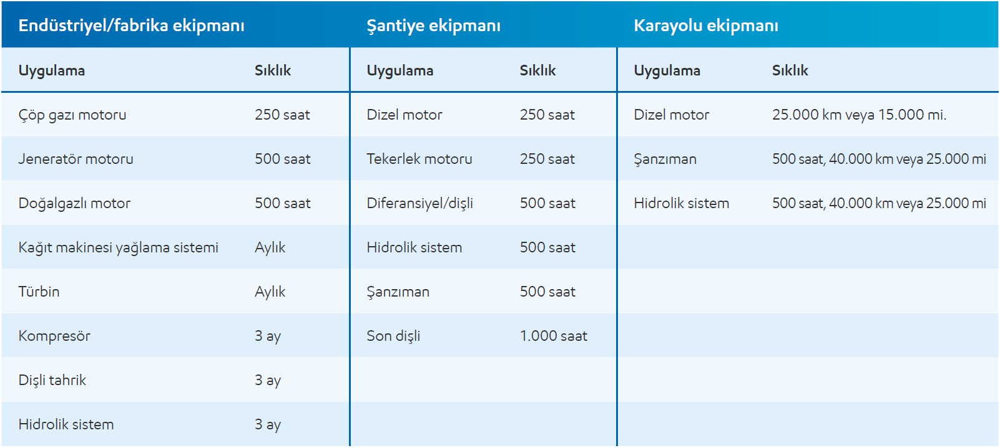 Endüstriyel/fabrika ekipmanı Şantiye ekipmanı Karayolu ekipmanı
Uygulama Sıklık Uygulama Sıklık Uygulama Sıklık
Çöp gazı motoru 250 saat Dizel motor 250 saat Dizel motor 25.000 km veya 15.000 mi.
Jeneratör motoru 500 saat Tekerlek motoru 250 saat Şanzıman 500 saat, 40.000 km veya 25.000 mi
Doğalgazlı motor 500 saat Diferansiyel/dişli 500 saat Hidrolik sistem 500 saat, 40.000 km veya 25.000 mi
Kağıt makinesi yağlama sistemi Aylık Hidrolik sistem 500 saat
Türbin Aylık Şanzıman 500 saat
Kompresör 3 ay Son dişli 1.000 saat
Dişli tahrik 3 ay
Hidrolik sistem 3 ay